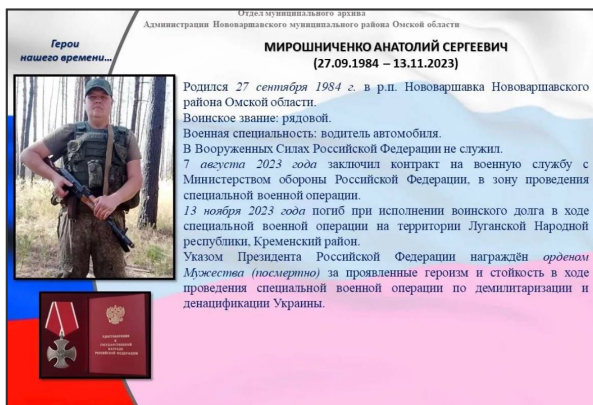 Отдел муниципального архива
Администрации Нововаршавского муниципального района Омской области
Герои
нашего времени...
МИРОШНИЧЕНКО АНАТОЛИЙ СЕРГЕЕВИЧ
(27.09.1984 – 13.11.2023)
Родился 27 сентября 1984 г. в р.п. Нововаршавка Нововаршавского
района Омской области.
Воинское звание: рядовой.
Военная специальность: водитель автомобиля.
В Вооруженных Силах Российской Федерации не служил.
7 августа 2023 года заключил контракт на военную службу с
Министерством обороны Российской Федерации, в зону проведения
специальной военной операции.
13 ноября 2023 года погиб при исполнении воинского долга в ходе
специальной военной операции на территории Луганской Народной
республики, Кременский район.
Указом Президента Российской Федерации награждён орденом
Мужества (посмертно) за проявленные героизм и стойкость в ходе
проведения специальной военной операции по демилитаризации и
денацификации Украины.
УДОСТОВЕРЕНИЕ
К
ГОСУДАРСТВЕННОЙ
НАГРАДЕ
РОССИЙСКОЙ ФЕДЕРАЦИИ